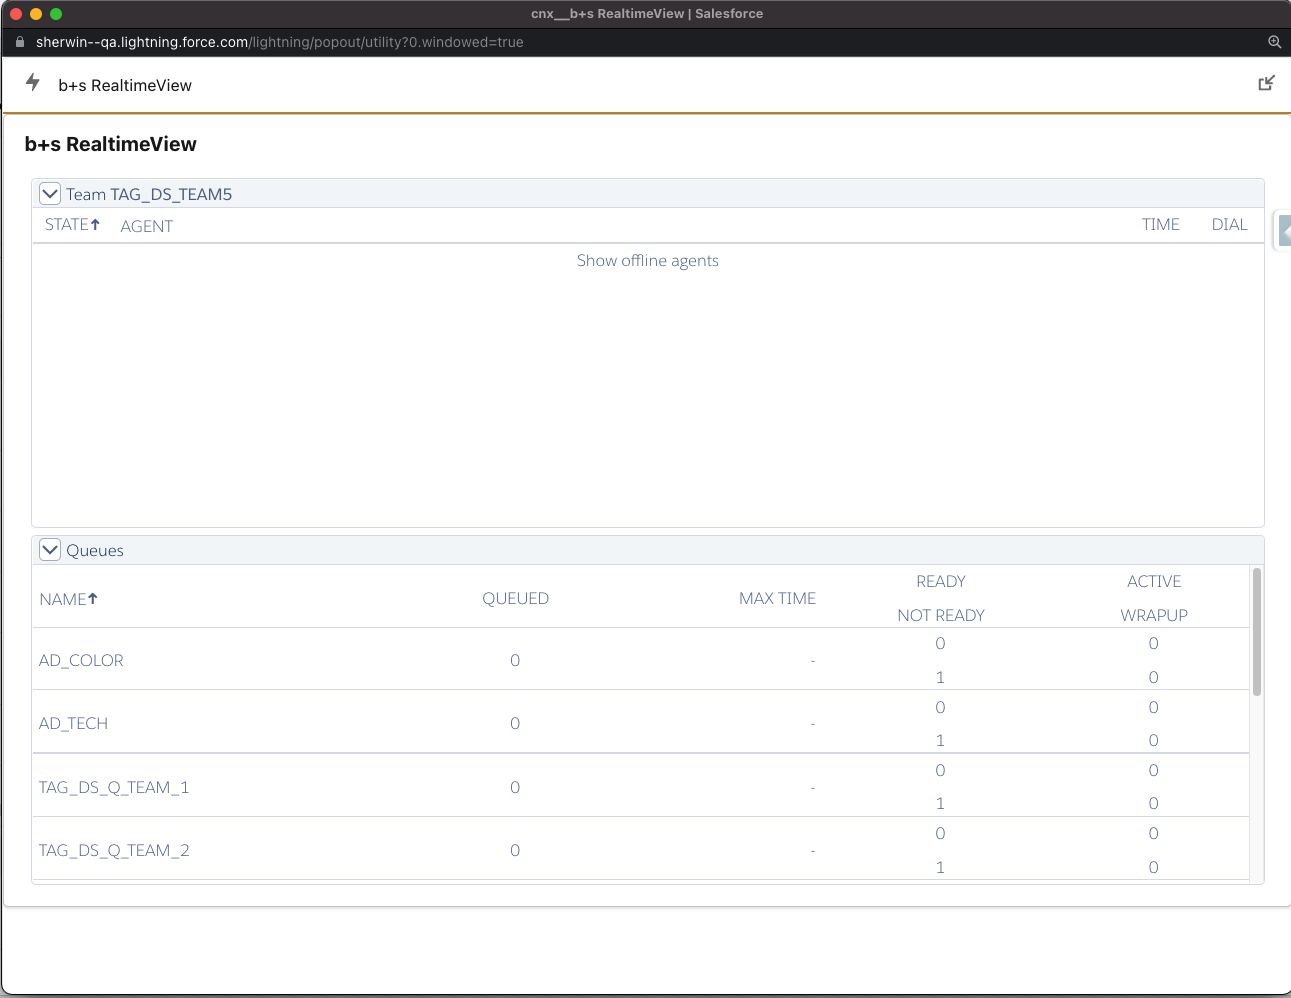 cnx__b+s RealtimeView | Salesforce
sherwin--qa.lightning.force.com/lightning/popout/utility?0.windowed=true
b+s RealtimeView
b+s RealtimeView
Team TAG_DS_TEAM5
STATE AGENT TIME DIAL
Show offline agents
Queues
NAME QUEUED MAX TIME READY NOT READY ACTIVE WRAPUP
AD_COLOR 0 - 0 1 0 0
AD_TECH 0 - 0 1 0 0
TAG_DS_Q_TEAM_1 0 - 0 1 0 0
TAG_DS_Q_TEAM_2 0 - 0 1 0 0